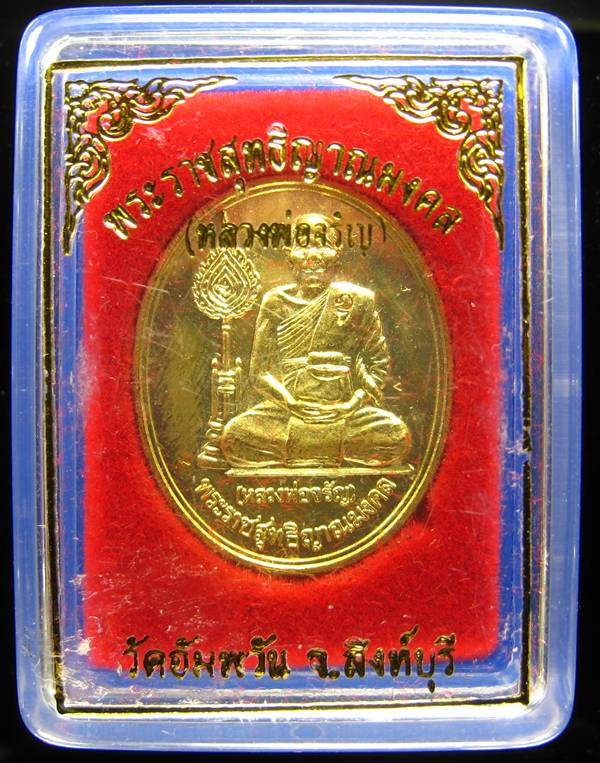 พระราชสุทธิญาณมงคล
(หลวงพ่อจรัญ)
(หลวงพ่อจรัญ)
พระราชสุทธิญาณมงคล
วัดอัมพวัน จ.สิงห์บุรี